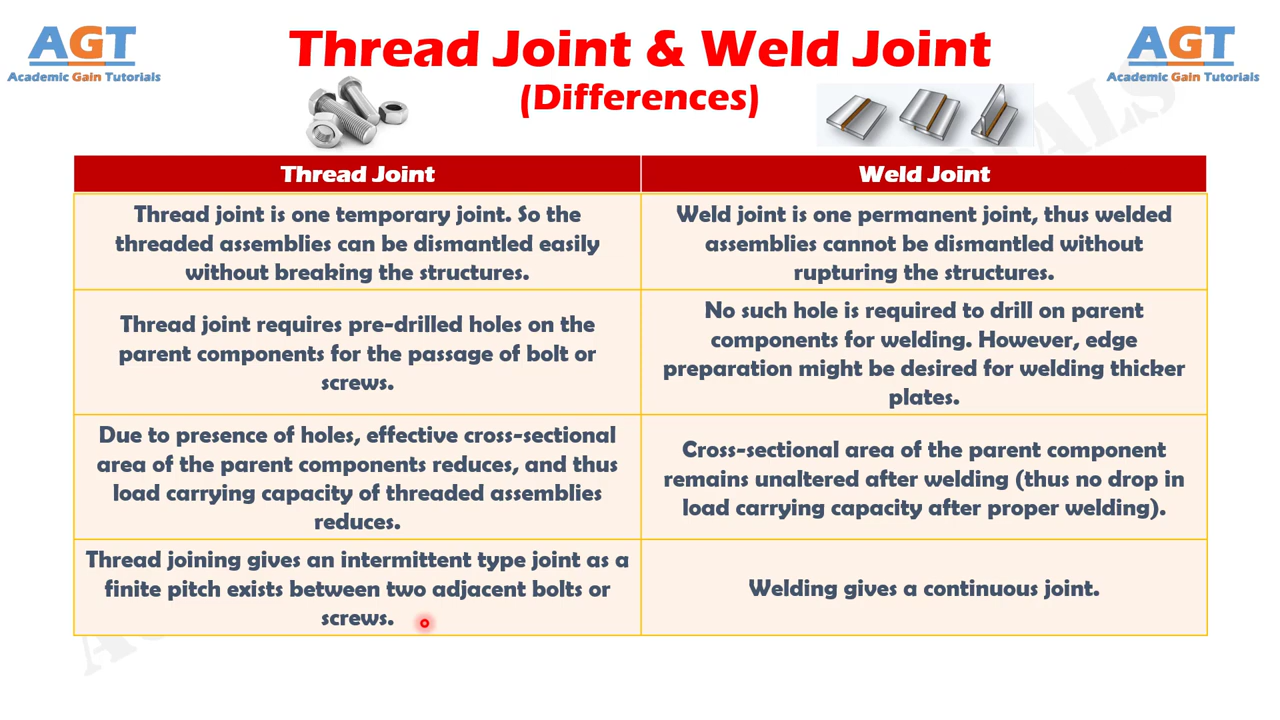 AGT
Academic Gain Tutorials
Thread Joint & Weld Joint
(Differences)
AGT
Academic Gain Tutorials
Thread Joint
Weld Joint
Thread joint is one temporary joint. So the
threaded assemblies can be dismantled easily
without breaking the structures.
Weld joint is one permanent joint, thus welded
assemblies cannot be dismantled without
rupturing the structures.
Thread joint requires pre-drilled holes on the
parent components for the passage of bolt or
screws.
No such hole is required to drill on parent
components for welding. However, edge
preparation might be desired for welding thicker
plates.
Due to presence of holes, effective cross-sectional
area of the parent components reduces, and thus
load carrying capacity of threaded assemblies
reduces.
Cross-sectional area of the parent component
remains unaltered after welding (thus no drop in
load carrying capacity after proper welding).
Thread joining gives an intermittent type joint as a
finite pitch exists between two adjacent bolts or
screws.
Welding gives a continuous joint.